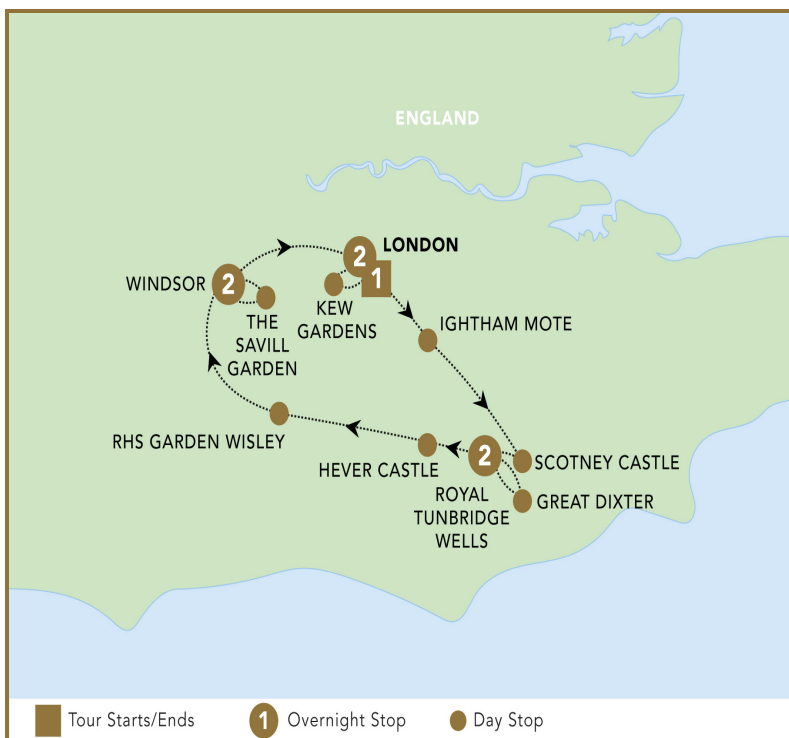 ENGLAND
2
LONDON
1
WINDSOR
2
THE
SAVILL
GARDEN
KEW
GARDENS
IGHTHAM MOTE
RHS GARDEN WISLEY
HEVER CASTLE
2
SCOTNEY CASTLE
ROYAL
TUNBRIDGE
WELLS
GREAT DIXTER
Tour Starts/Ends
1
Overnight Stop
Day Stop